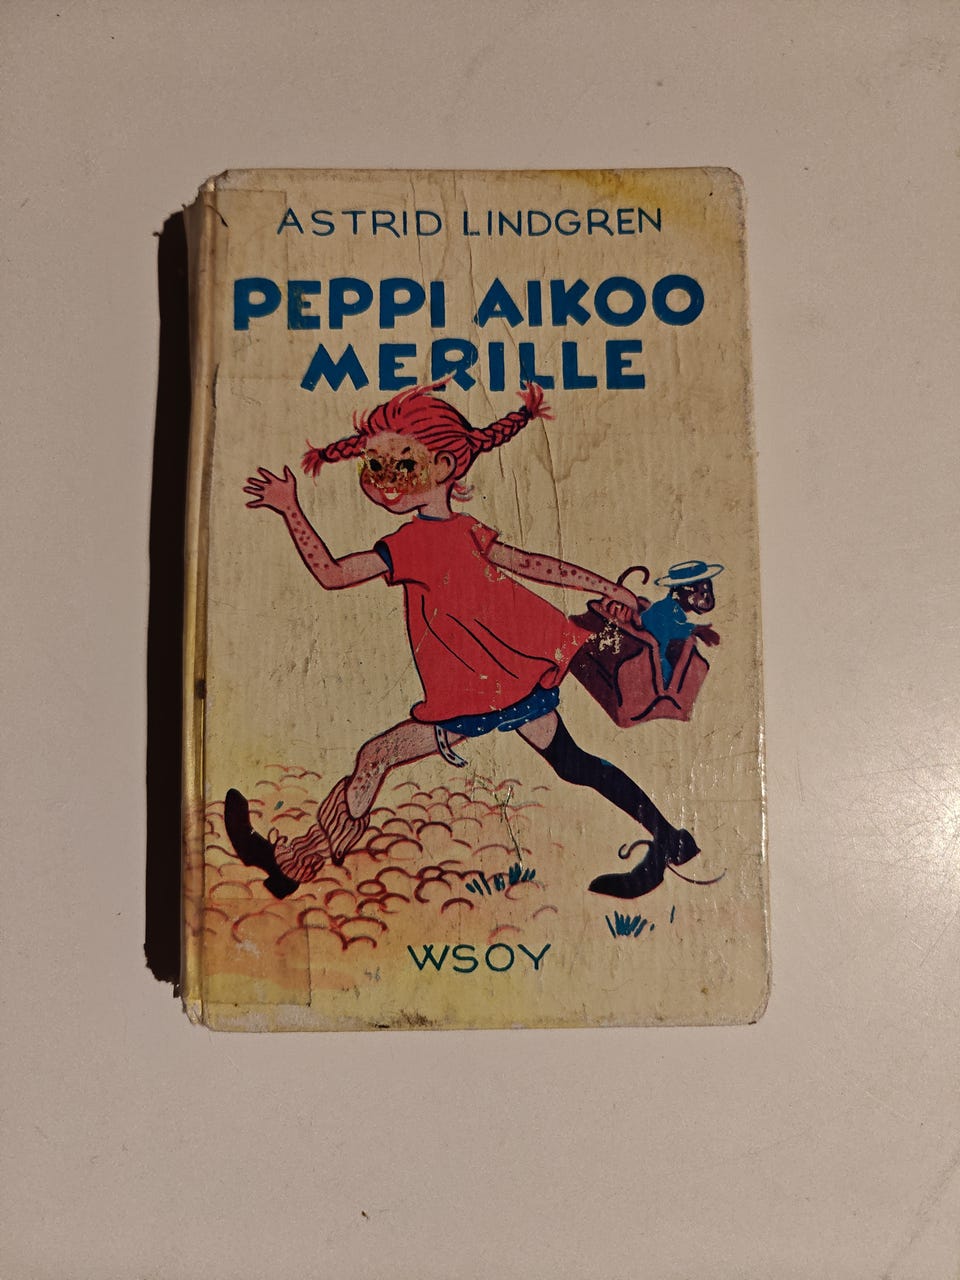 ASTRID LINDGREN
PEPPI AIKOO
MERILLE
WSOY